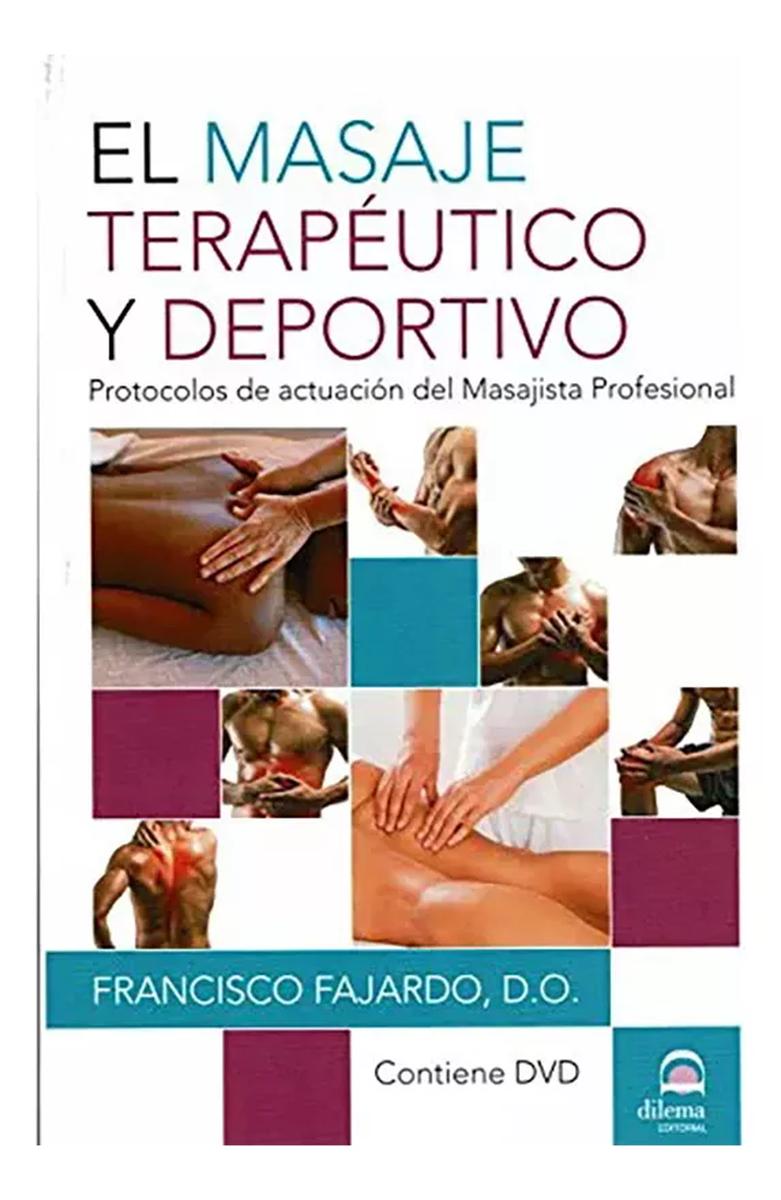 EL MASAJE
TERAPÉUTICO
Y DEPORTIVO
Protocolos de actuación del Masajista Profesional
FRANCISCO FAJARDO, D.O.
Contiene DVD
dilema
EDITORIAL